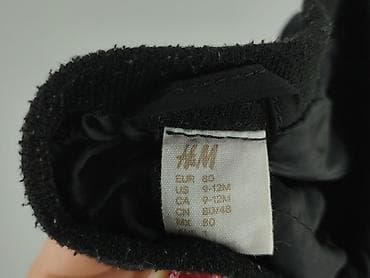 H&M
EUR 80
US 9-12M
CA 9-12M
CN 80/48
MX 80